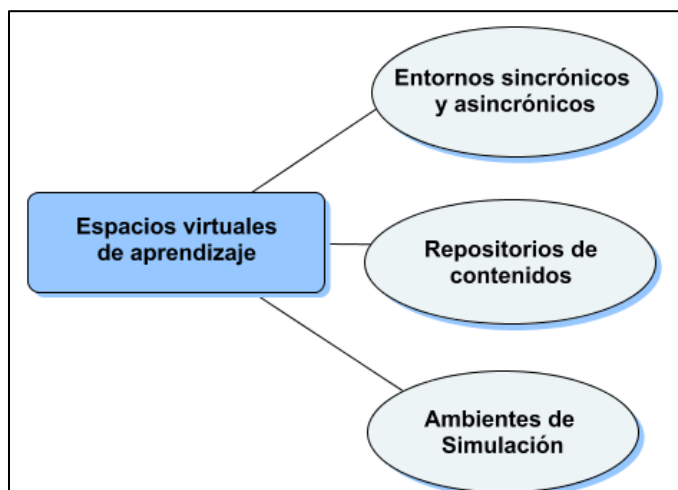 Entornos sincrónicos
y asincrónicos
Espacios virtuales
de aprendizaje
Repositorios de
contenidos
Ambientes de
Simulación